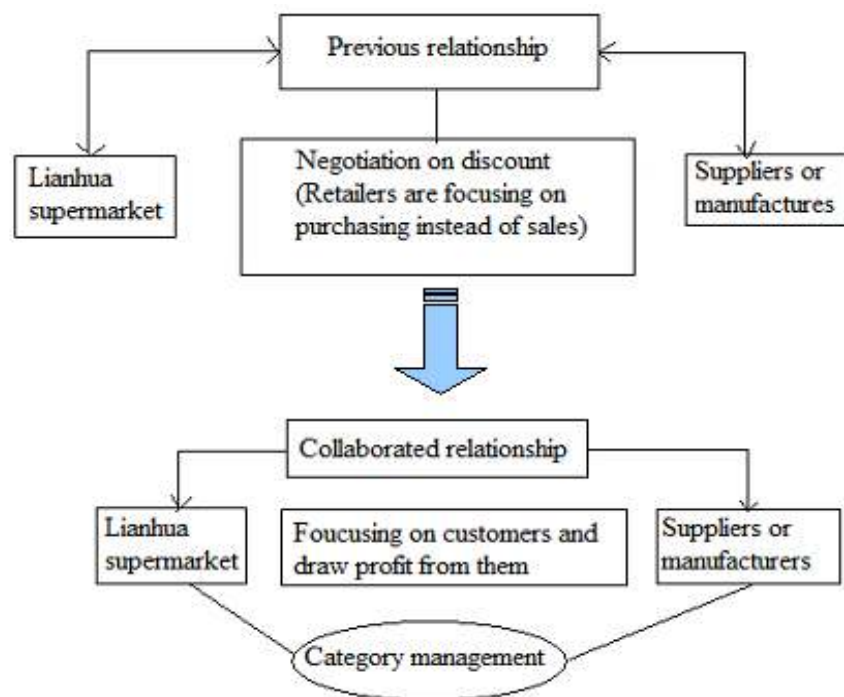 Previous relationship
Lianhua
supermarket
Negotiation on discount
(Retailers are focusing on
purchasing instead of sales)
Suppliers or
manufactures
Collaborated relationship
Lianhua
supermarket
Foucusing on customers and
draw profit from them
Suppliers or
manufacturers
Category management